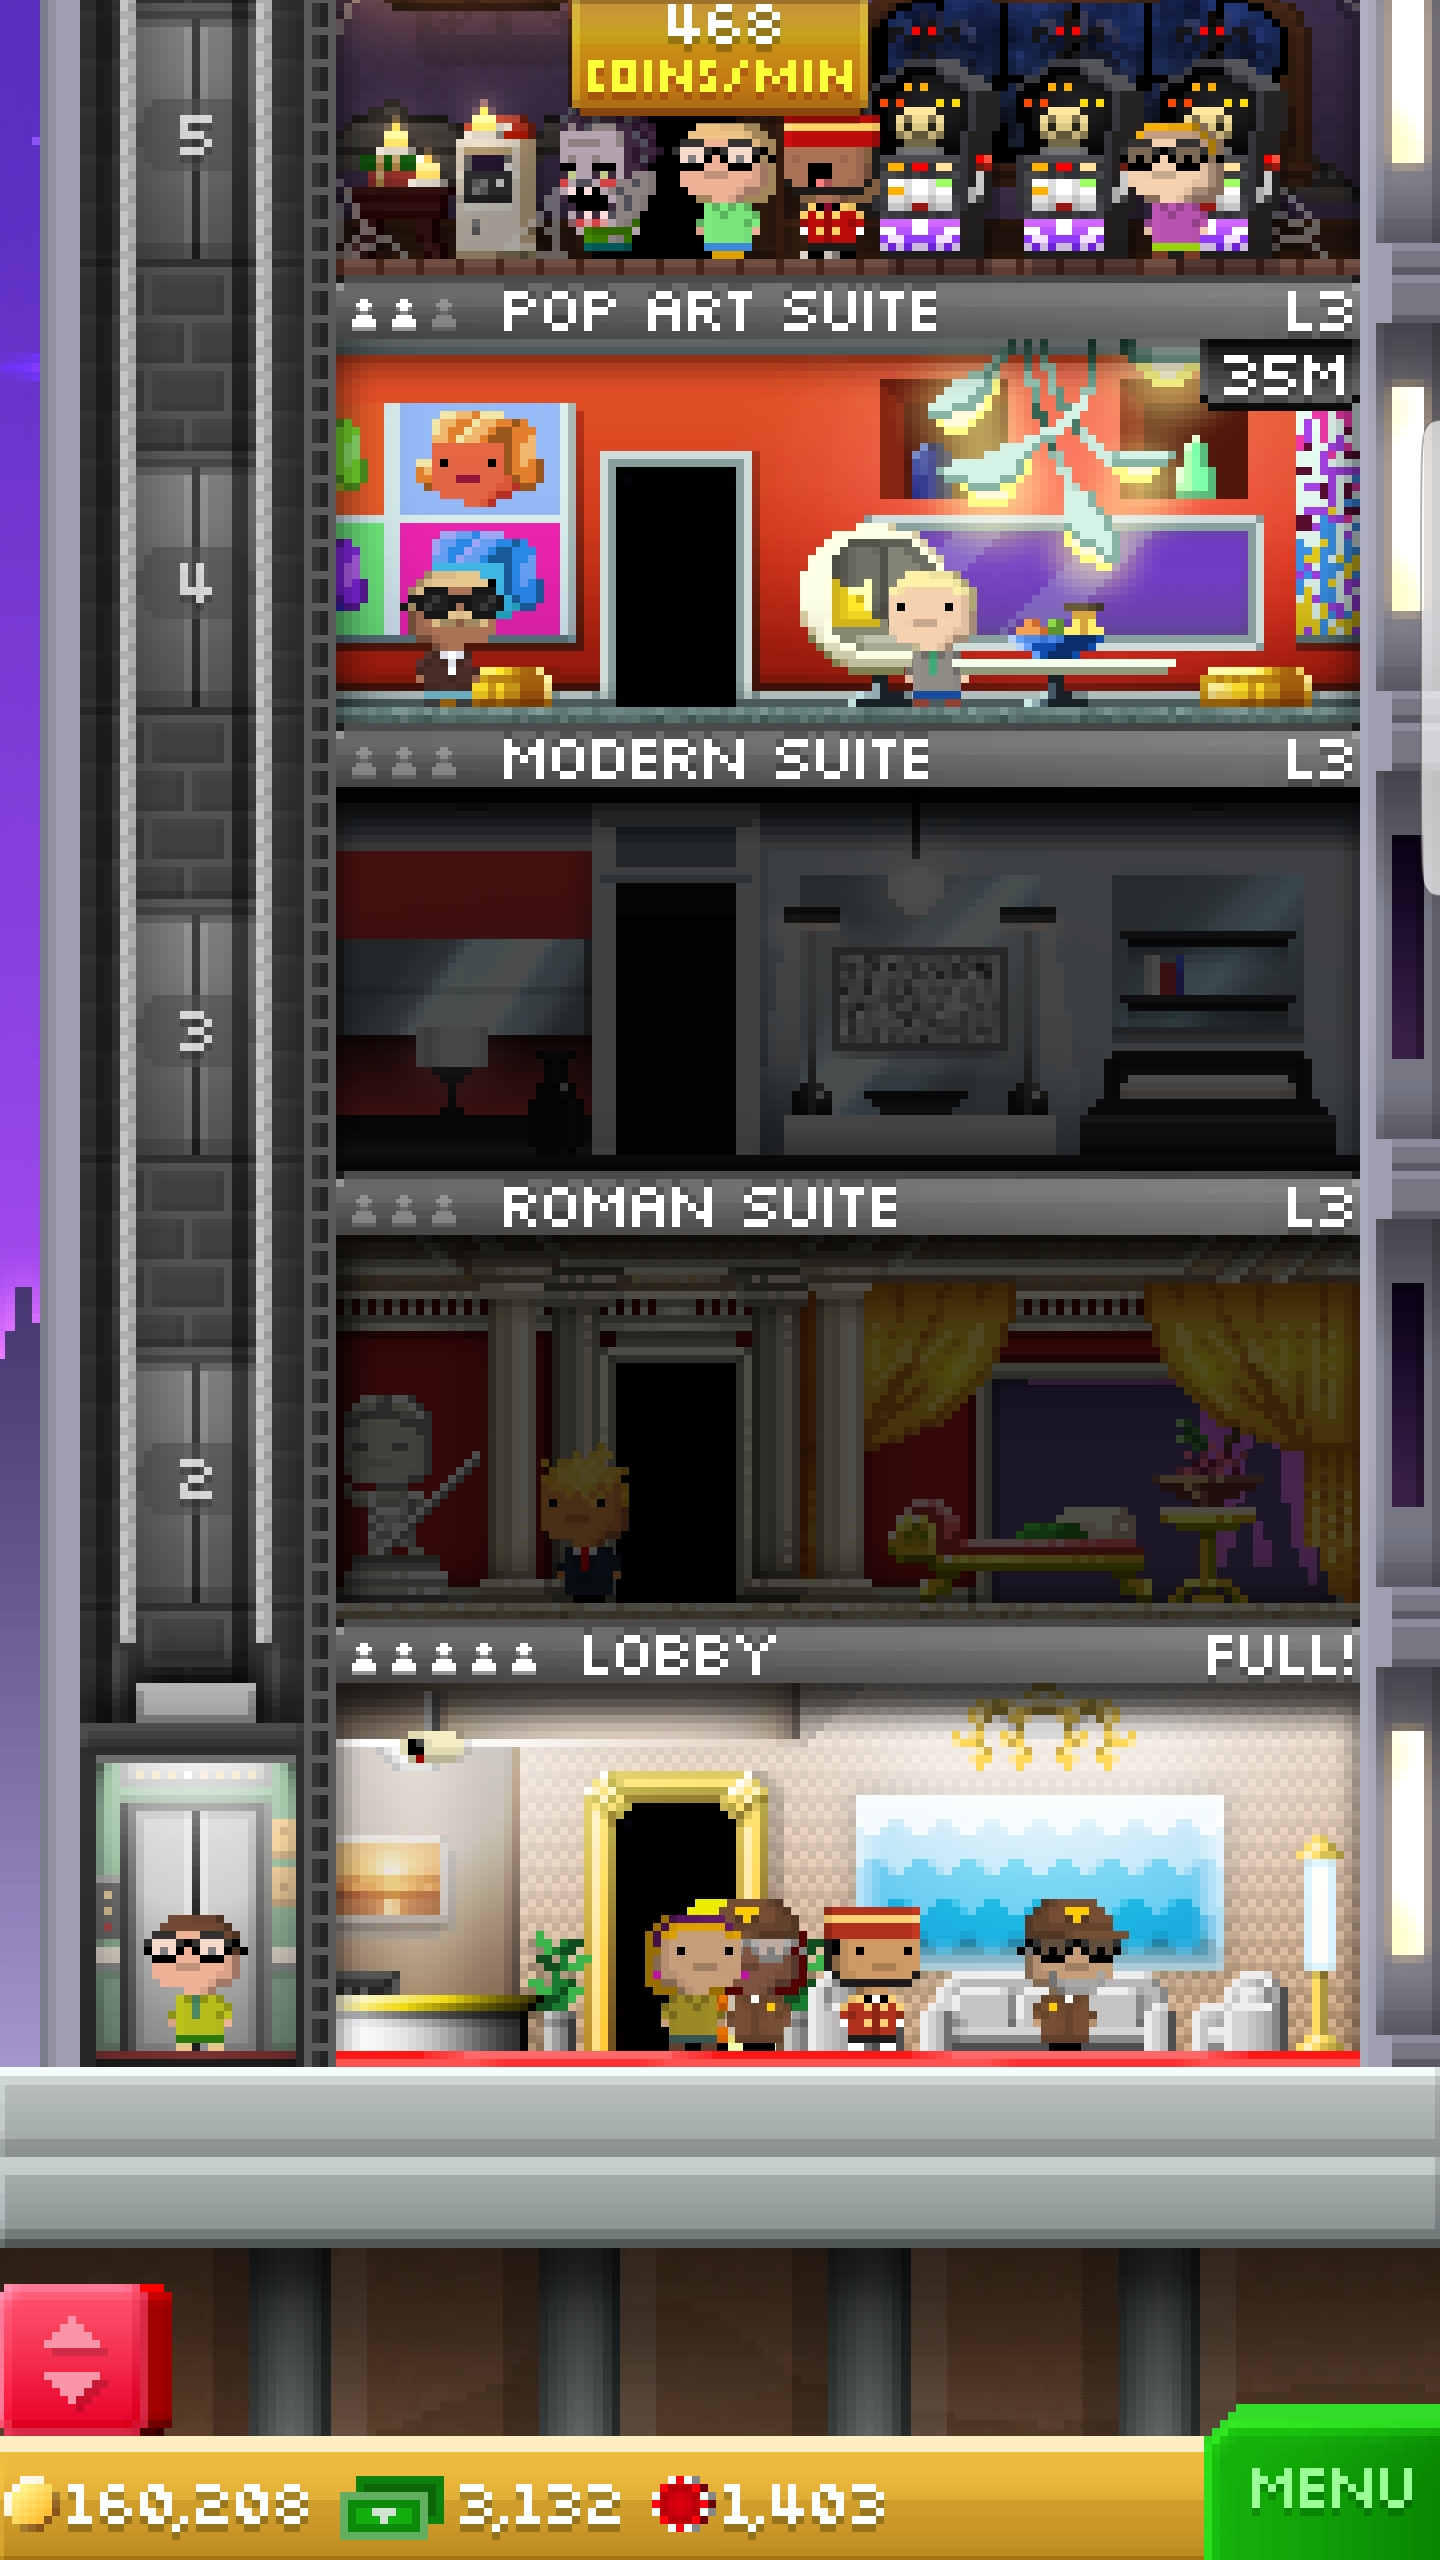 468
COINS/MIN
5
POP ART SUITE L3
35M
4
MODERN SUITE L3
3
ROMAN SUITE L3
2
LOBBY FULL!
160,208 3,132 1,403
MENU